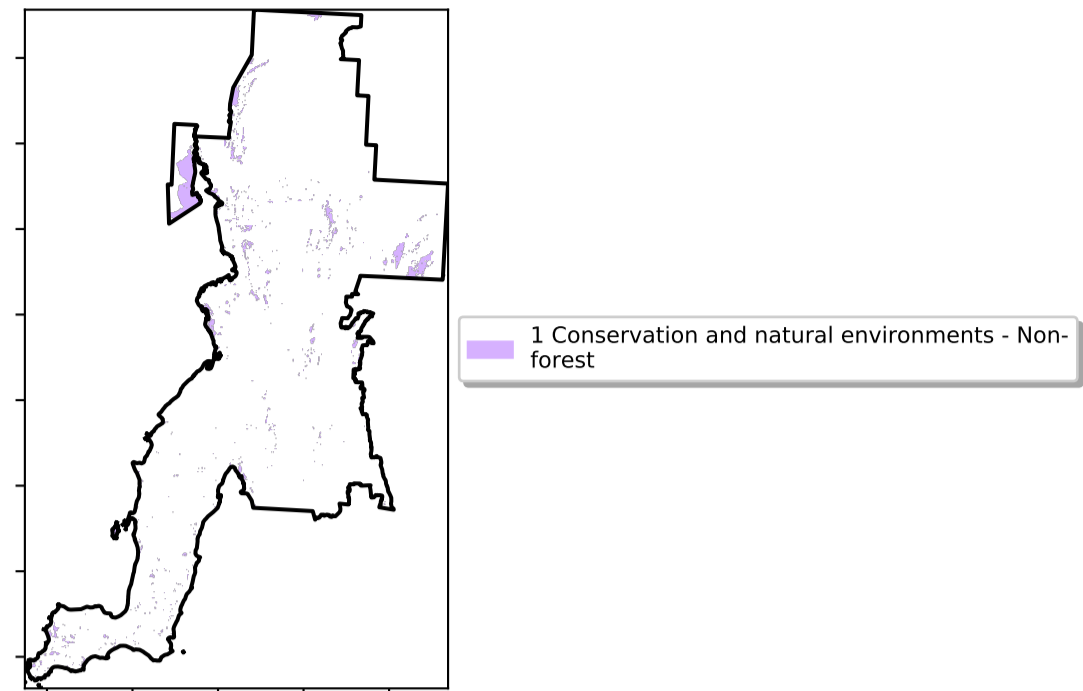 1 Conservation and natural environments - Non-
forest